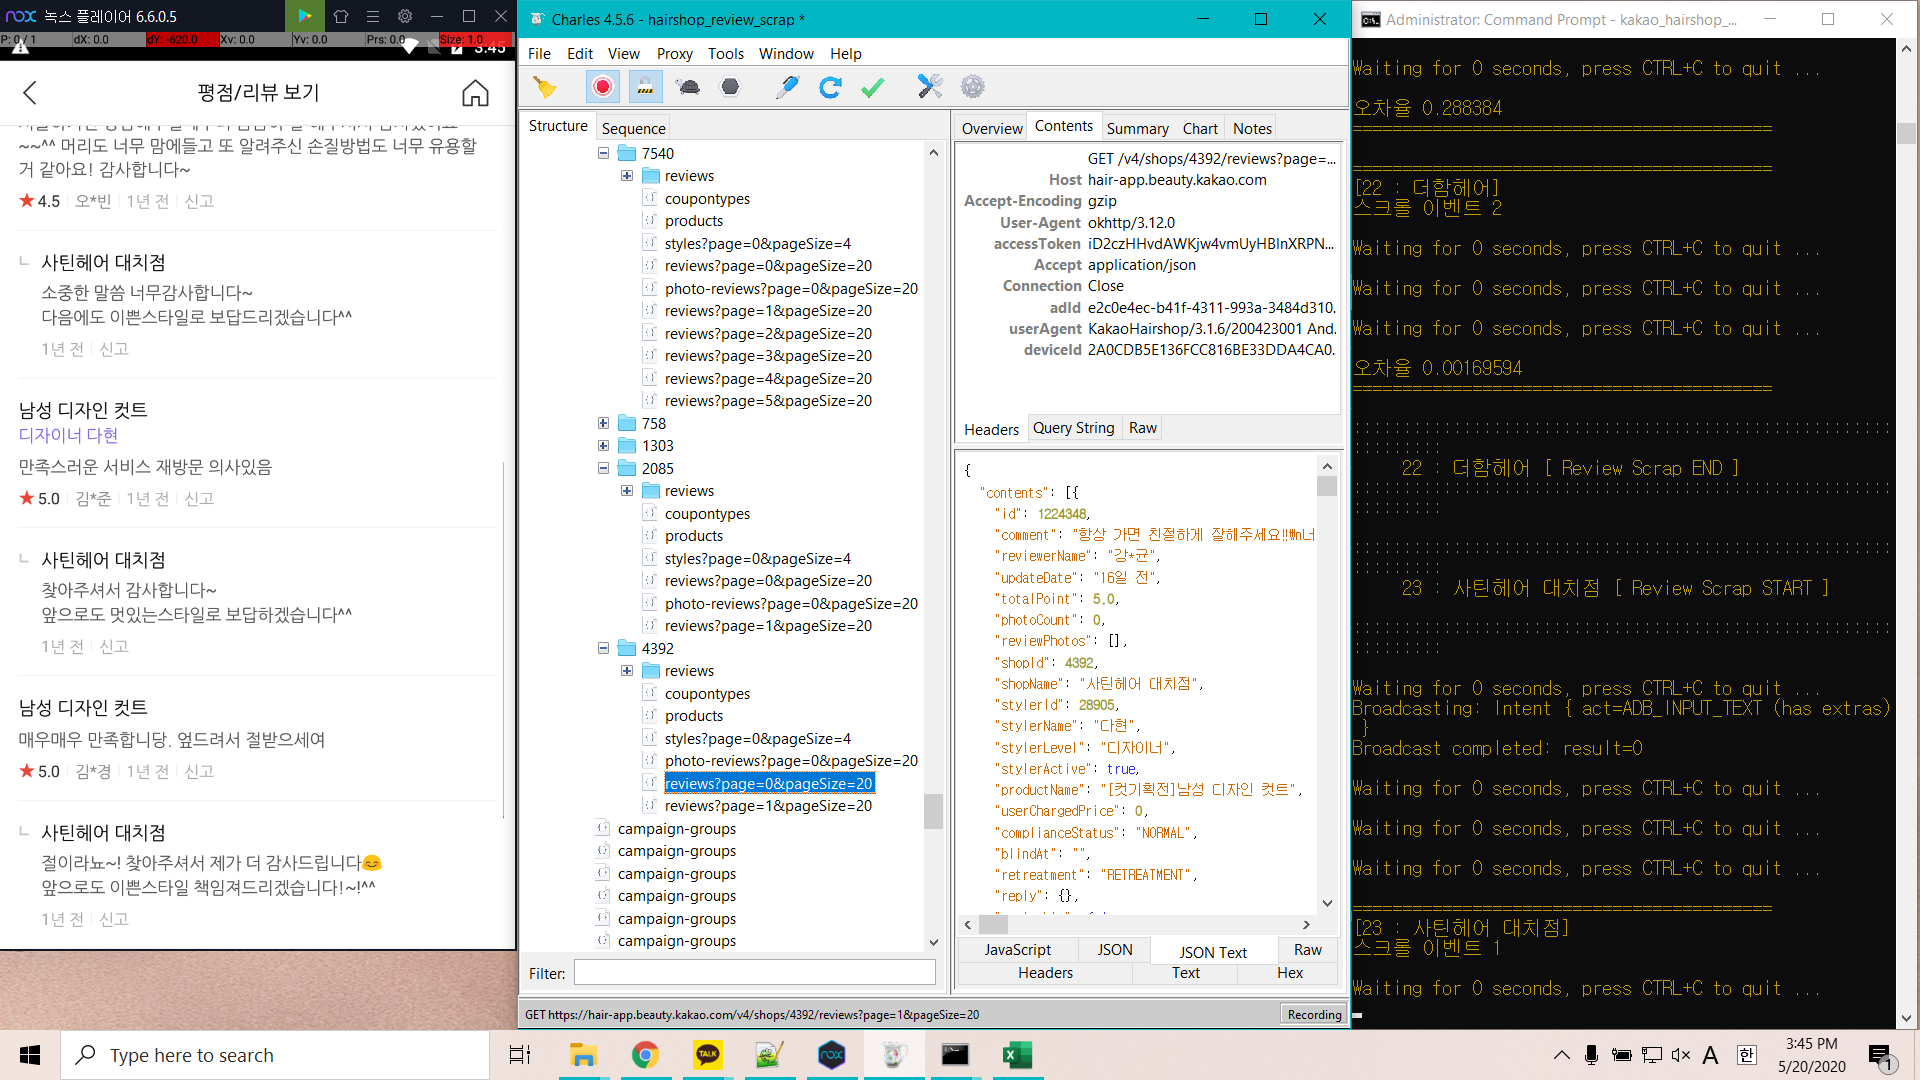 nox 녹스 플레이어 6.6.0.5
P: 0 / 1 dX: 0.0 dY: -620.0 Xv: 0.0 Yv: 0.0 Prs: 0.0 Size: 1.0
3:45
평점/리뷰 보기
~~^^ 머리도 너무 맘에들고 또 알려주신 손질방법도 너무 유용할
거 같아요! 감사합니다~
★ 4.5 오*빈 1년 전 신고
사틴헤어 대치점
소중한 말씀 너무감사합니다~
다음에도 이쁜스타일로 보답드리겠습니다^^
1년 전 신고
남성 디자인 컷트
디자이너 다현
만족스러운 서비스 재방문 의사있음
★ 5.0 김*준 1년 전 신고
사틴헤어 대치점
찾아주셔서 감사합니다~
앞으로도 멋있는스타일로 보답하겠습니다^^
1년 전 신고
남성 디자인 컷트
매우매우 만족합니당. 엎드려서 절받으세여
★ 5.0 김*경 1년 전 신고
사틴헤어 대치점
절이라뇨~! 찾아주셔서 제가 더 감사드립니다😊
앞으로도 이쁜스타일 책임져드리겠습니다!~!^^
1년 전 신고
Charles 4.5.6 - hairshop_review_scrap *
File Edit View Proxy Tools Window Help
Structure Sequence
7540
reviews
coupontypes
products
styles?page=0&pageSize=4
reviews?page=0&pageSize=20
photo-reviews?page=0&pageSize=20
reviews?page=1&pageSize=20
reviews?page=2&pageSize=20
reviews?page=3&pageSize=20
reviews?page=4&pageSize=20
reviews?page=5&pageSize=20
758
1303
2085
reviews
coupontypes
products
styles?page=0&pageSize=4
reviews?page=0&pageSize=20
photo-reviews?page=0&pageSize=20
reviews?page=1&pageSize=20
4392
reviews
coupontypes
products
styles?page=0&pageSize=4
photo-reviews?page=0&pageSize=20
reviews?page=0&pageSize=20
reviews?page=1&pageSize=20
campaign-groups
campaign-groups
campaign-groups
campaign-groups
campaign-groups
campaign-groups
Filter:
GET https://hair-app.beauty.kakao.com/v4/shops/4392/reviews?page=1&pageSize=20
Recording
Overview Contents Summary Chart Notes
GET /v4/shops/4392/reviews?page=...
Host hair-app.beauty.kakao.com
Accept-Encoding gzip
User-Agent okhttp/3.12.0
accessToken iD2czHHvdAWKjw4vmUyHBInXRPN...
Accept application/json
Connection Close
adId e2c0e4ec-b41f-4311-993a-3484d310.
userAgent KakaoHairshop/3.1.6/200423001 And.
deviceId 2A0CDB5E136FCC816BE33DDA4CA0.
Headers Query String Raw
{
"contents": [{
"id": 1224348,
"comment": "항상 가면 친절하게 잘해주세요!!₩n너
"reviewerName": "강*균",
"updateDate": "16일 전",
"totalPoint": 5.0,
"photoCount": 0,
"reviewPhotos": [],
"shopId": 4392,
"shopName": "사틴헤어 대치점",
"stylerId": 28905,
"stylerName": "다현",
"stylerLevel": "디자이너",
"stylerActive": true,
"productName": "[컷기획전]남성 디자인 컷트",
"userChargedPrice": 0,
"complianceStatus": "NORMAL",
"blindAt": "",
"retreatment": "RETREATMENT",
"reply": {},
JavaScript JSON JSON Text Raw
Headers Text Hex
Administrator: Command Prompt - kakao_hairshop_...
Waiting for 0 seconds, press CTRL+C to quit ...
오차율 0.288384
==========================================
==========================================
[22 : 더함헤어]
스크롤 이벤트 2
Waiting for 0 seconds, press CTRL+C to quit ...
Waiting for 0 seconds, press CTRL+C to quit ...
Waiting for 0 seconds, press CTRL+C to quit ...
오차율 0.00169594
==========================================
22 : 더함헤어 [ Review Scrap END ]
23 : 사틴헤어 대치점 [ Review Scrap START ]
Waiting for 0 seconds, press CTRL+C to quit ...
Broadcasting: Intent { act=ADB_INPUT_TEXT (has extras)
}
Broadcast completed: result=0
Waiting for 0 seconds, press CTRL+C to quit ...
Waiting for 0 seconds, press CTRL+C to quit ...
Waiting for 0 seconds, press CTRL+C to quit ...
==========================================
[23 : 사틴헤어 대치점]
스크롤 이벤트 1
Waiting for 0 seconds, press CTRL+C to quit ...
Type here to search
TALK
nox
A 한
3:45 PM
5/20/2020
1